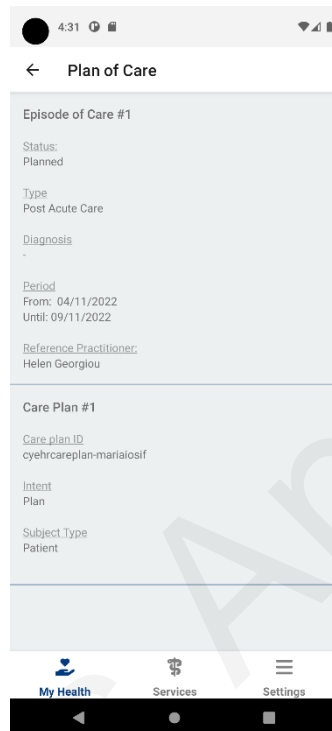 4:31
Plan of Care
Episode of Care #1
Status:
Planned
Type
Post Acute Care
Diagnosis
-
Period
From: 04/11/2022
Until: 09/11/2022
Reference Practitioner:
Helen Georgiou
Care Plan #1
Care plan ID
cyehrcareplan-mariaiosif
Intent
Plan
Subject Type
Patient
My Health Services Settings